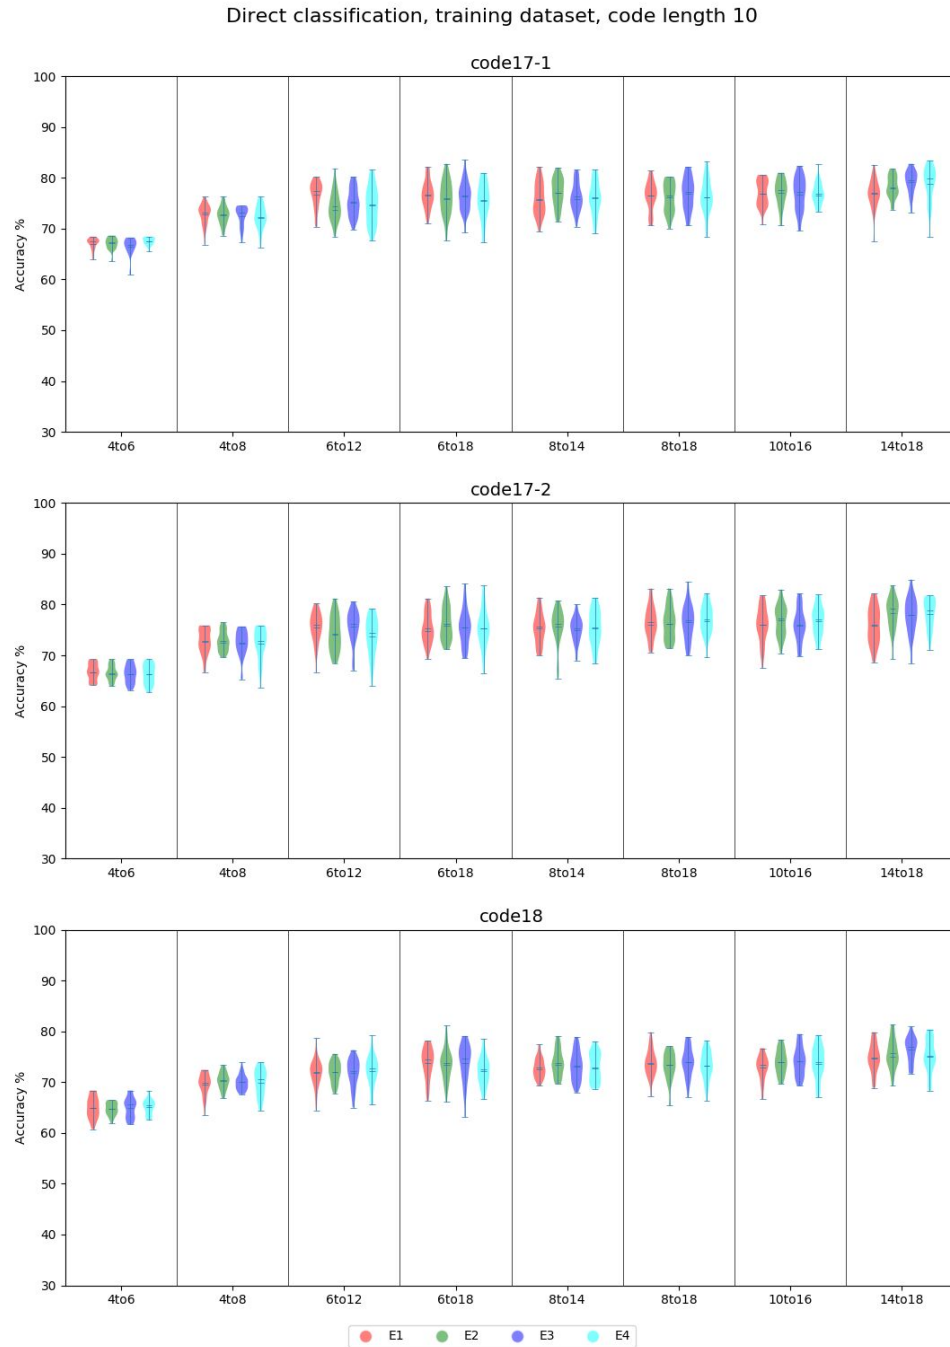 Direct classification, training dataset, code length 10
code17-1
100
90
80
70
60
50
40
30
Accuracy %
4to6 4to8 6to12 6to18 8to14 8to18 10to16 14to18
code17-2
100
90
80
70
60
50
40
30
Accuracy %
4to6 4to8 6to12 6to18 8to14 8to18 10to16 14to18
code18
100
90
80
70
60
50
40
30
Accuracy %
4to6 4to8 6to12 6to18 8to14 8to18 10to16 14to18
E1 E2 E3 E4